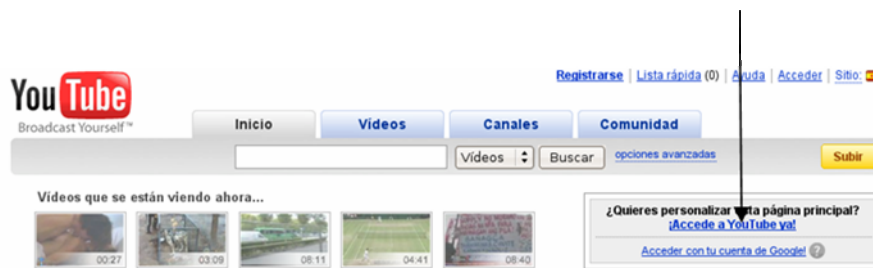 Registrarse | Lista rápida (0) | Ayuda | Acceder | Sitio:
You Tube
Broadcast Yourself™
Inicio Vídeos Canales Comunidad
Vídeos Buscar opciones avanzadas Subir
Vídeos que se están viendo ahora...
¿Quieres personalizar esta página principal?
¡Accede a YouTube ya!
Acceder con tu cuenta de Google! ?
00:27 03:09 08:11 04:41 08:40